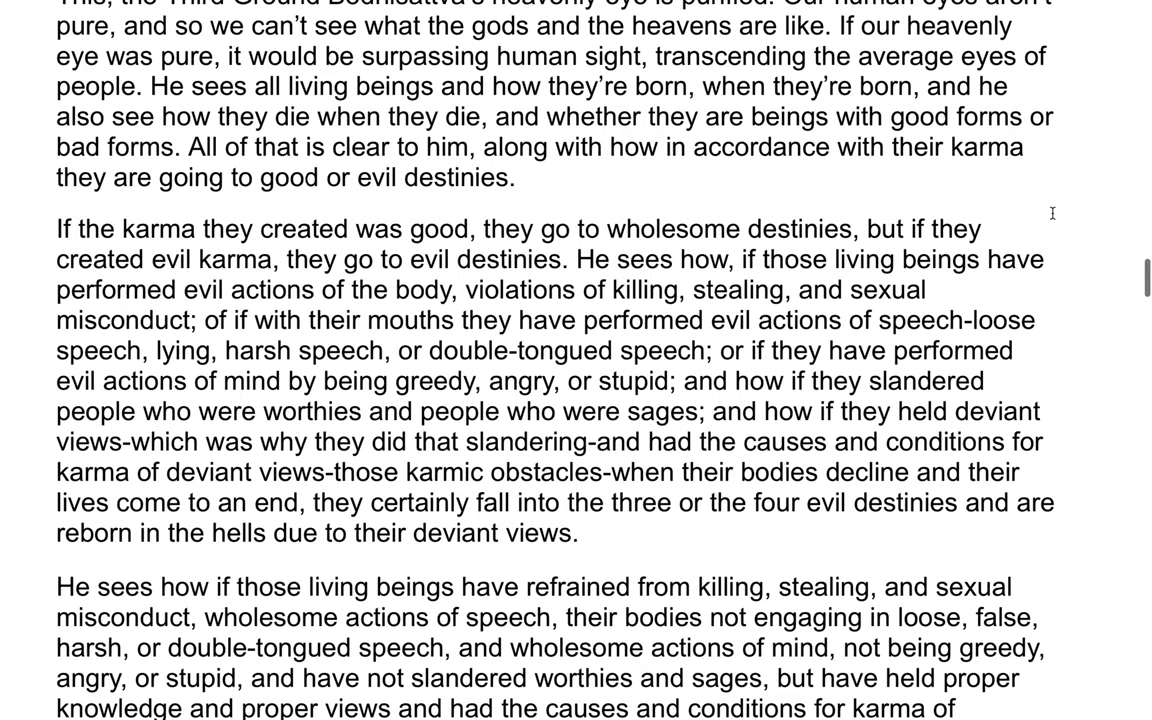 This, the Third Ground Bodhisattva's heavenly eye is purified. Our human eyes aren't
pure, and so we can't see what the gods and the heavens are like. If our heavenly
eye was pure, it would be surpassing human sight, transcending the average eyes of
people. He sees all living beings and how they're born, when they're born, and he
also see how they die when they die, and whether they are beings with good forms or
bad forms. All of that is clear to him, along with how in accordance with their karma
they are going to good or evil destinies.
If the karma they created was good, they go to wholesome destinies, but if they
created evil karma, they go to evil destinies. He sees how, if those living beings have
performed evil actions of the body, violations of killing, stealing, and sexual
misconduct; of if with their mouths they have performed evil actions of speech-loose
speech, lying, harsh speech, or double-tongued speech; or if they have performed
evil actions of mind by being greedy, angry, or stupid; and how if they slandered
people who were worthies and people who were sages; and how if they held deviant
views-which was why they did that slandering-and had the causes and conditions for
karma of deviant views-those karmic obstacles-when their bodies decline and their
lives come to an end, they certainly fall into the three or the four evil destinies and are
reborn in the hells due to their deviant views.
He sees how if those living beings have refrained from killing, stealing, and sexual
misconduct, wholesome actions of speech, their bodies not engaging in loose, false,
harsh, or double-tongued speech, and wholesome actions of mind, not being greedy,
angry, or stupid, and have not slandered worthies and sages, but have held proper
knowledge and proper views and had the causes and conditions for karma of